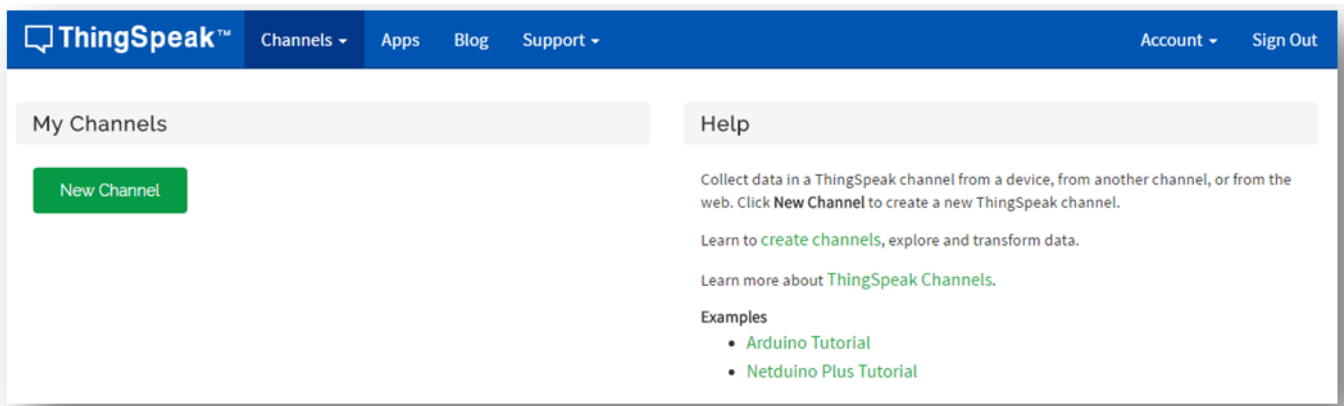 ThingSpeak™ Channels Apps Blog Support Account Sign Out
My Channels
New Channel
Help
Collect data in a ThingSpeak channel from a device, from another channel, or from the
web. Click New Channel to create a new ThingSpeak channel.
Learn to create channels, explore and transform data.
Learn more about ThingSpeak Channels.
Examples
• Arduino Tutorial
• Netduino Plus Tutorial